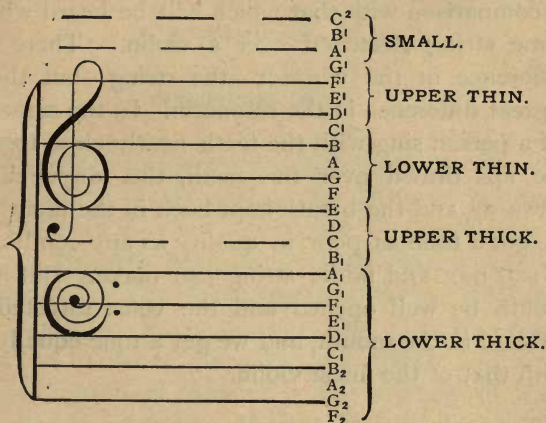 C²
B¹
A¹
SMALL.
G¹
F¹
E¹
UPPER THIN.
D¹
C¹
B
A
LOWER THIN.
G
F
E
D
C
UPPER THICK.
B₁
A₁
G₁
F₁
E₁
D₁
LOWER THICK.
C₁
B₂
A₂
G₂
F₂